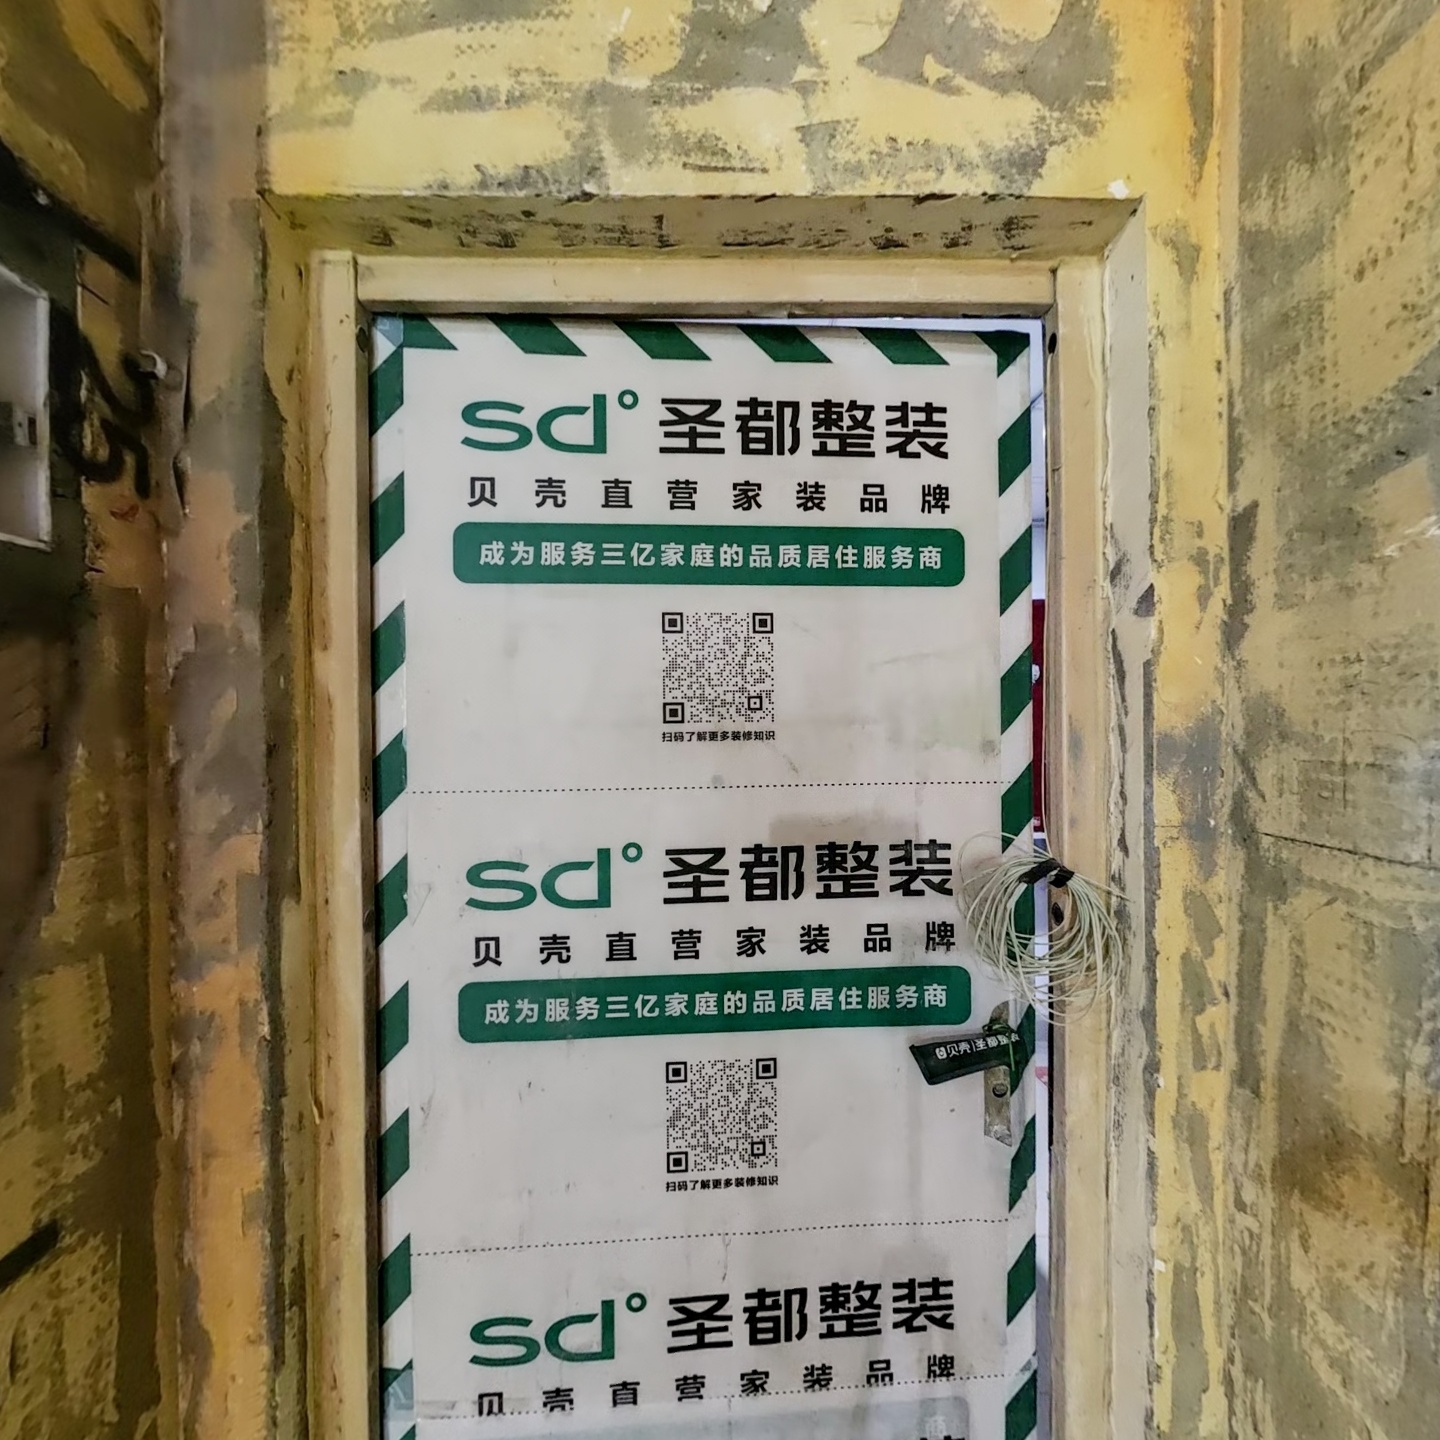 sd° 圣都整装
贝壳直营家装品牌
成为服务三亿家庭的品质居住服务商
扫码了解更多装修知识
sd° 圣都整装
贝壳直营家装品牌
成为服务三亿家庭的品质居住服务商
贝壳|圣都整装
扫码了解更多装修知识
sd° 圣都整装
贝壳直营家装品牌
商
25